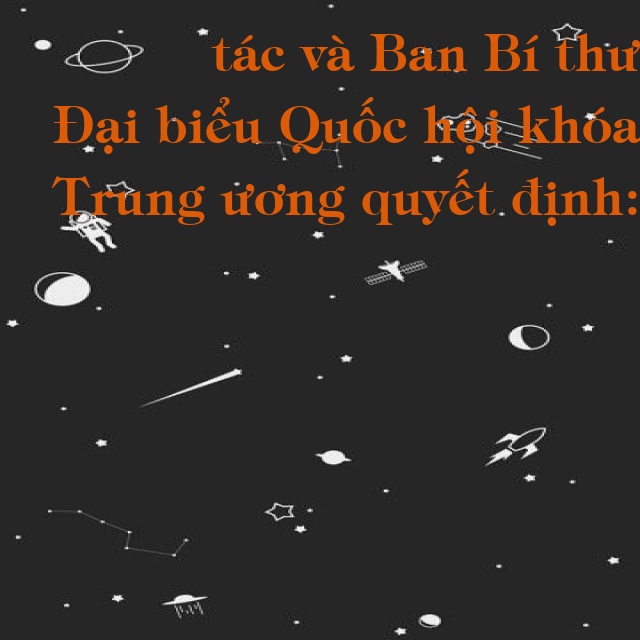 tác và Ban Bí thư
Đại biểu Quốc hội khóa
Trung ương quyết định: